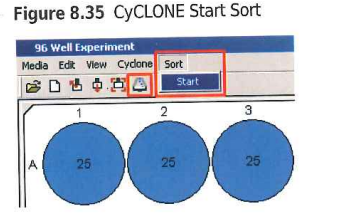 Figure 8.35 CyCLONE Start Sort
96 Well Experiment
Media Edit View Cyclone Sort
Start
1 2 3
A 25 25 25